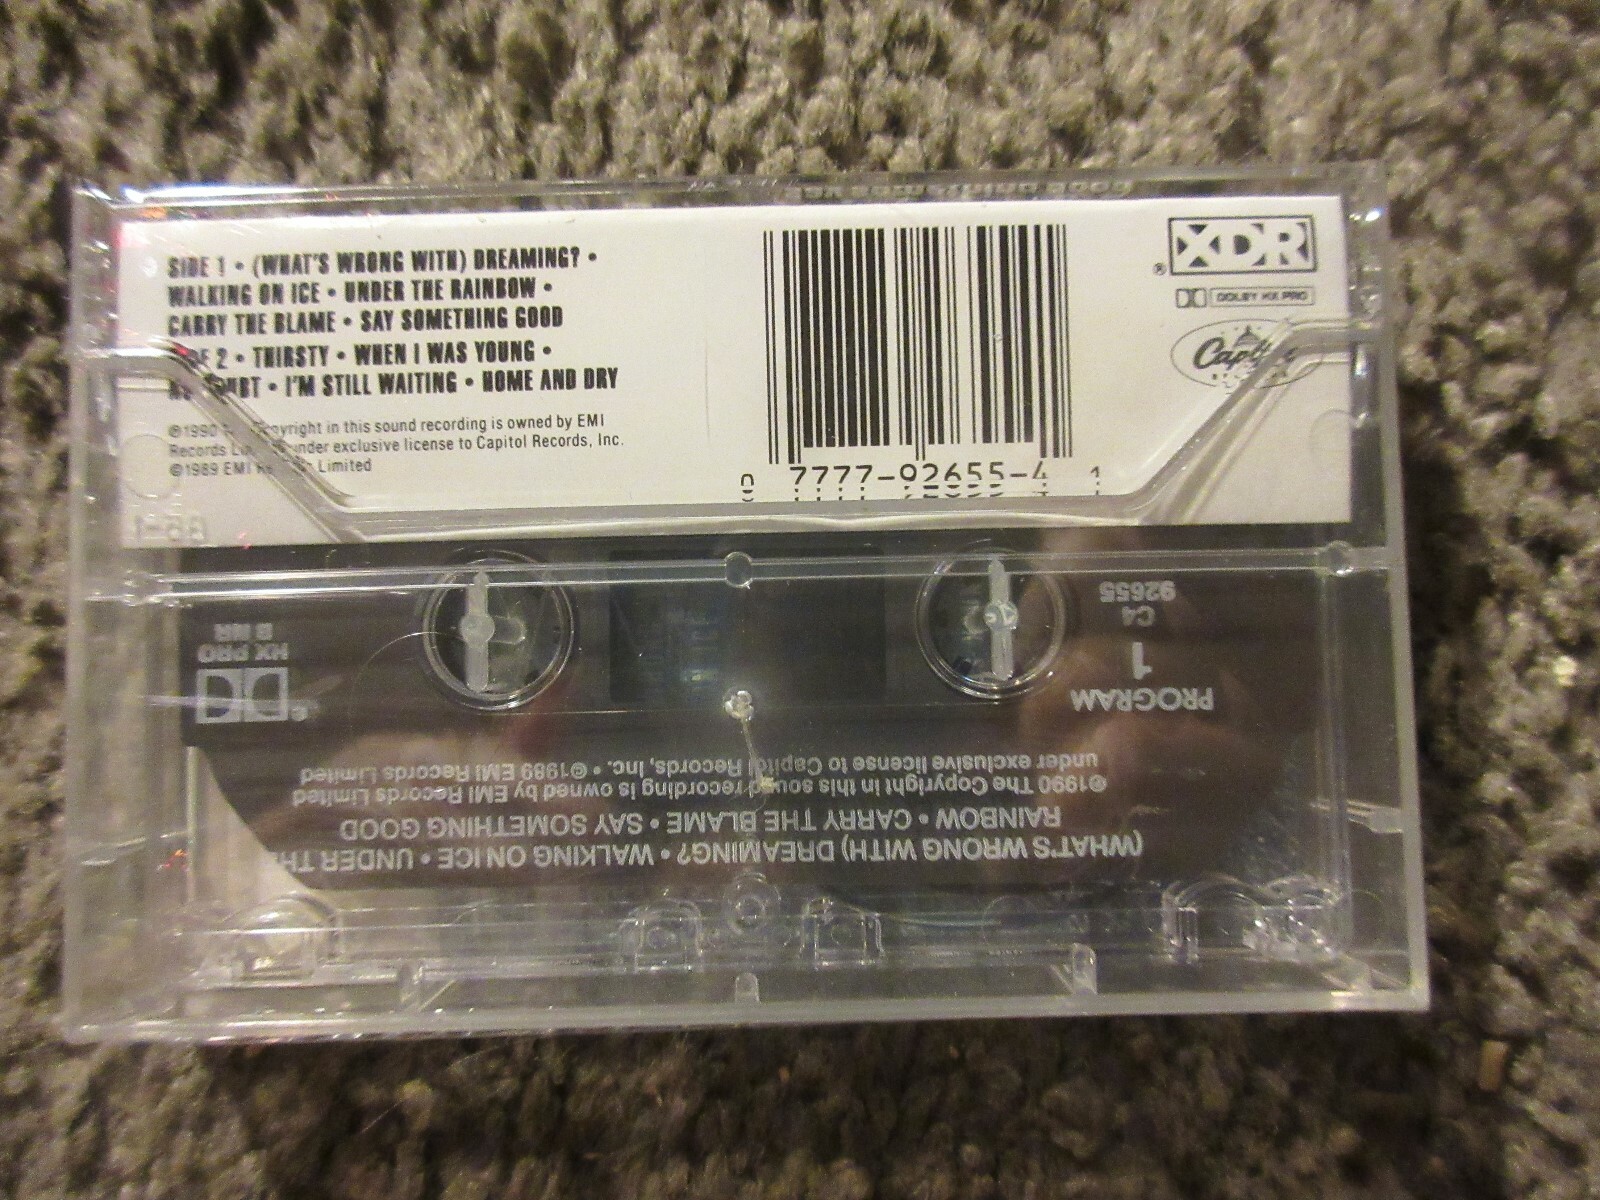 SIDE 1 • (WHAT'S WRONG WITH) DREAMING? •
WALKING ON ICE • UNDER THE RAINBOW •
CARRY THE BLAME • SAY SOMETHING GOOD
2 • THIRSTY • WHEN I WAS YOUNG •
• I'M STILL WAITING • HOME AND DRY
℗1990 copyright in this sound recording is owned by EMI
Records under exclusive license to Capitol Records, Inc.
©1989 EMI Limited
0 7777-92655-4 1
XDR
®
DOLBY HX PRO
Capitol
PROGRAM
1
C4
92655
HX PRO
B NR
(WHAT'S WRONG WITH) DREAMING? • WALKING ON ICE • UNDER THE
RAINBOW • CARRY THE BLAME • SAY SOMETHING GOOD
℗1990 The Copyright in this sound recording is owned by EMI Records Limited
under exclusive license to Capitol Records, Inc. • ©1989 EMI Records Limited